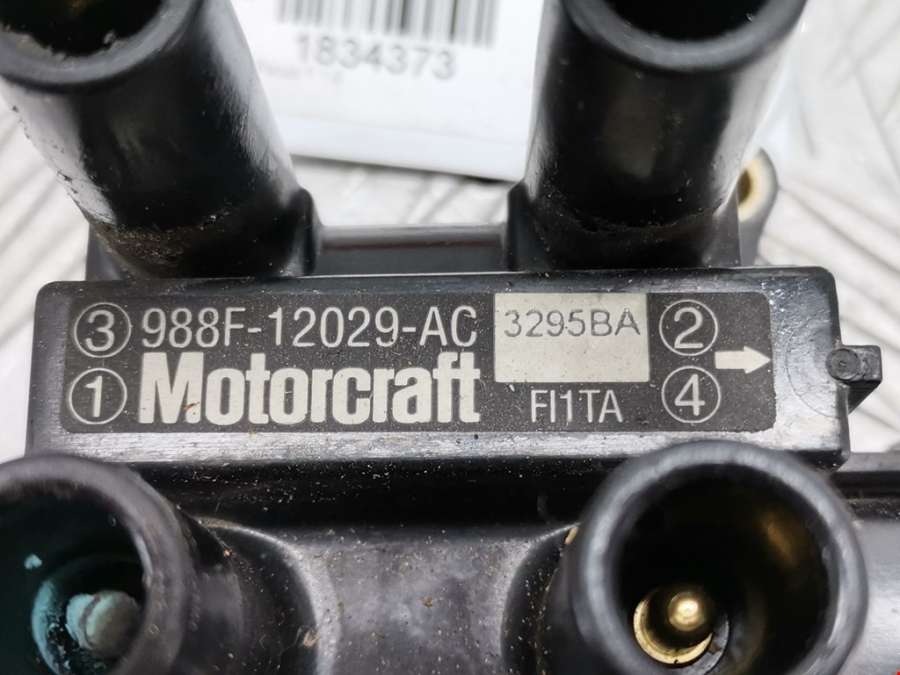 1834373
③ 988F-12029-AC 3295BA ②
① Motorcraft FI1TA ④